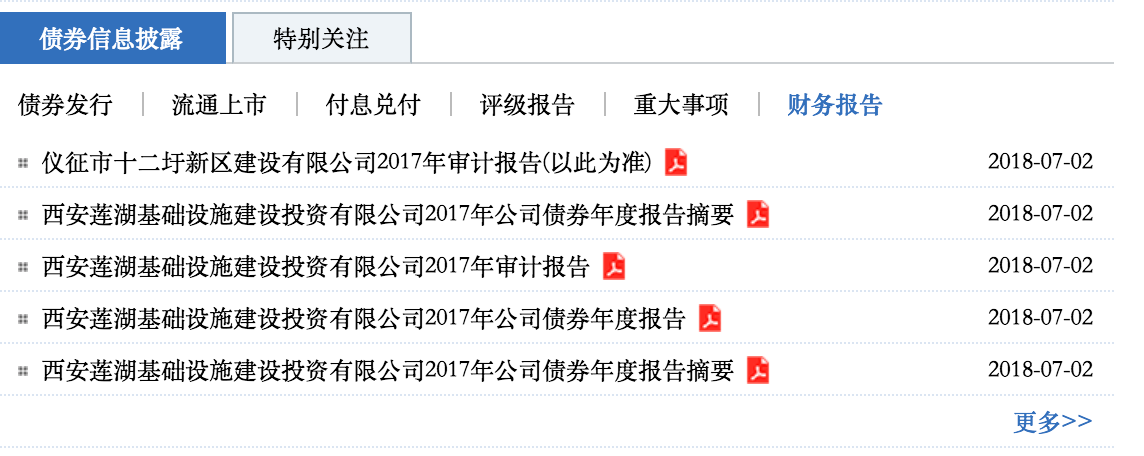 债券信息披露 特别关注
债券发行 流通上市 付息兑付 评级报告 重大事项 财务报告
仪征市十二圩新区建设有限公司2017年审计报告(以此为准) 2018-07-02
西安莲湖基础设施建设投资有限公司2017年公司债券年度报告摘要 2018-07-02
西安莲湖基础设施建设投资有限公司2017年审计报告 2018-07-02
西安莲湖基础设施建设投资有限公司2017年公司债券年度报告 2018-07-02
西安莲湖基础设施建设投资有限公司2017年公司债券年度报告摘要 2018-07-02
更多>>